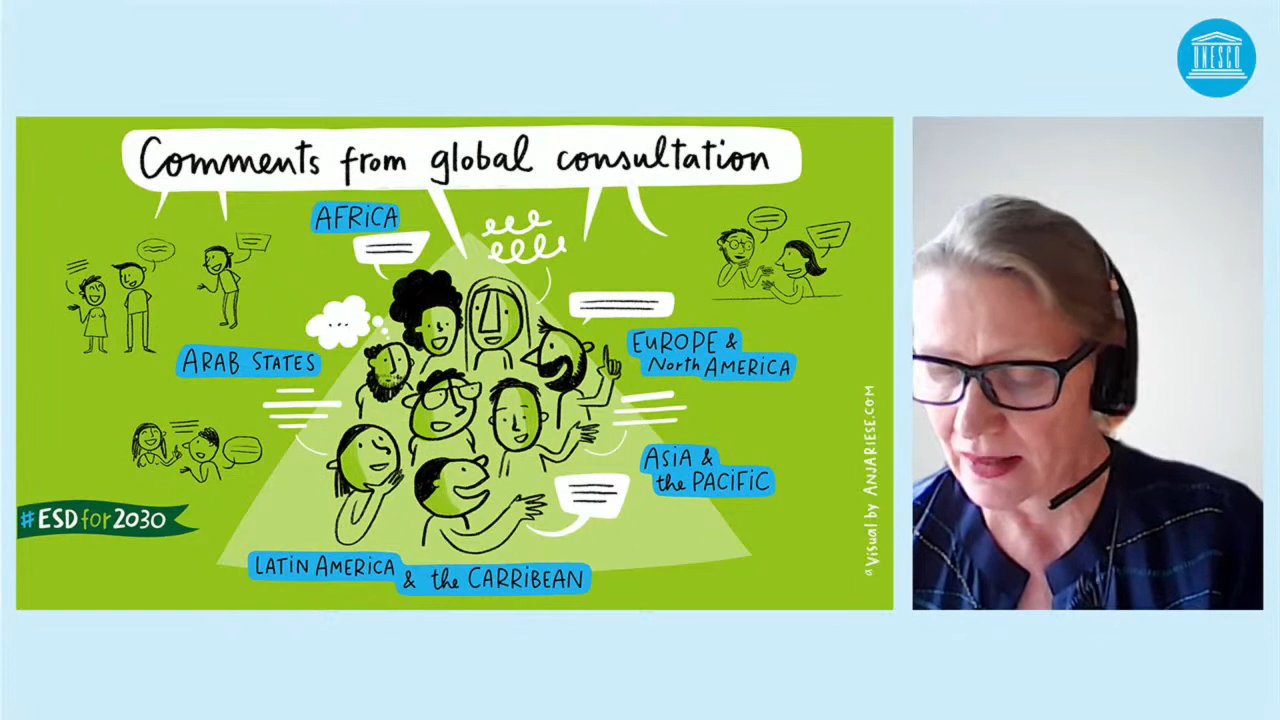 UNESCO
Comments from global consultation
AFRiCA
ARAB STATES
EUROPE &
North AMERICA
ASiA &
the PACiFiC
#ESDfor2030
LATiN AMERiCA & the CARRiBEAN
a Visual by ANJARIESE.COM